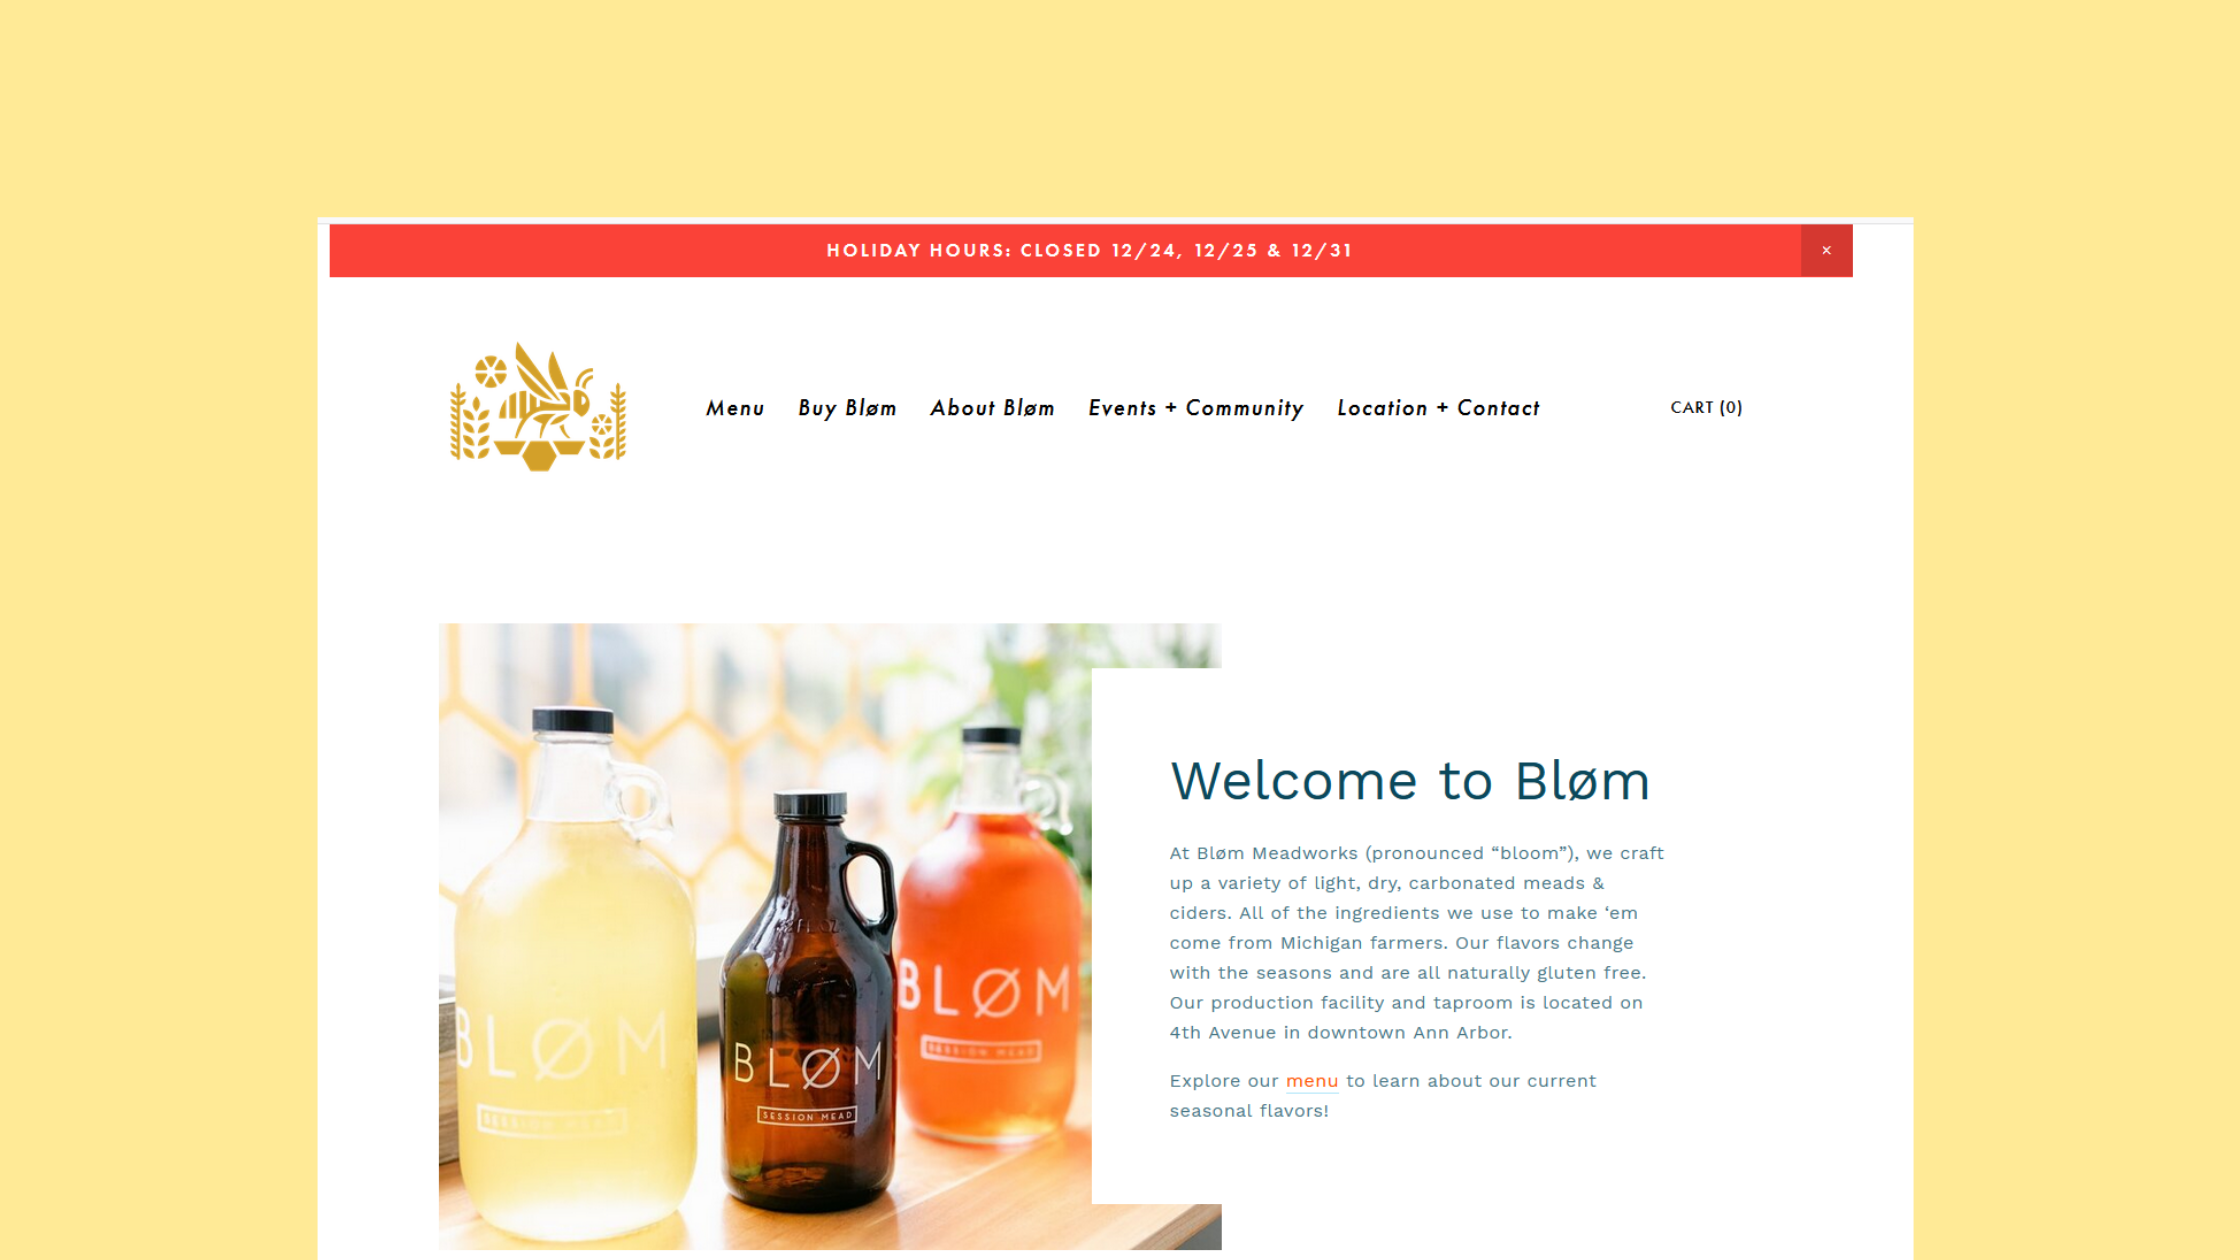 HOLIDAY HOURS: CLOSED 12/24, 12/25 & 12/31
×
Menu Buy Bløm About Bløm Events + Community Location + Contact CART (0)
Welcome to Bløm
At Bløm Meadworks (pronounced “bloom”), we craft
up a variety of light, dry, carbonated meads &
ciders. All of the ingredients we use to make ‘em
come from Michigan farmers. Our flavors change
with the seasons and are all naturally gluten free.
Our production facility and taproom is located on
4th Avenue in downtown Ann Arbor.
Explore our menu to learn about our current
seasonal flavors!
BLØM
SESSION MEAD
BLØM
SESSION MEAD
BLØM
SESSION MEAD